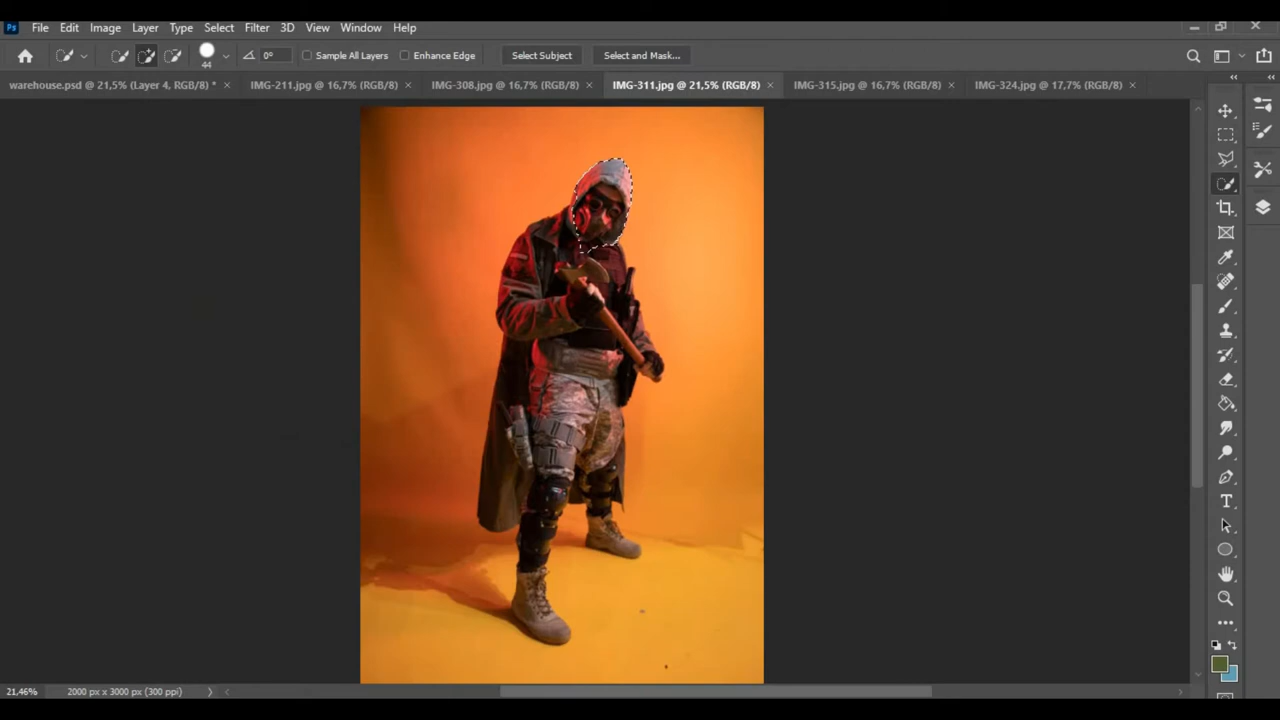 Ps File Edit Image Layer Type Select Filter 3D View Window Help
44 0° Sample All Layers Enhance Edge Select Subject Select and Mask...
warehouse.psd @ 21,5% (Layer 4, RGB/8) * × IMG-211.jpg @ 16,7% (RGB/8) × IMG-308.jpg @ 16,7% (RGB/8) × IMG-311.jpg @ 21,5% (RGB/8) × IMG-315.jpg @ 16,7% (RGB/8) × IMG-324.jpg @ 17,7% (RGB/8) ×
21,46% 2000 px x 3000 px (300 ppi)